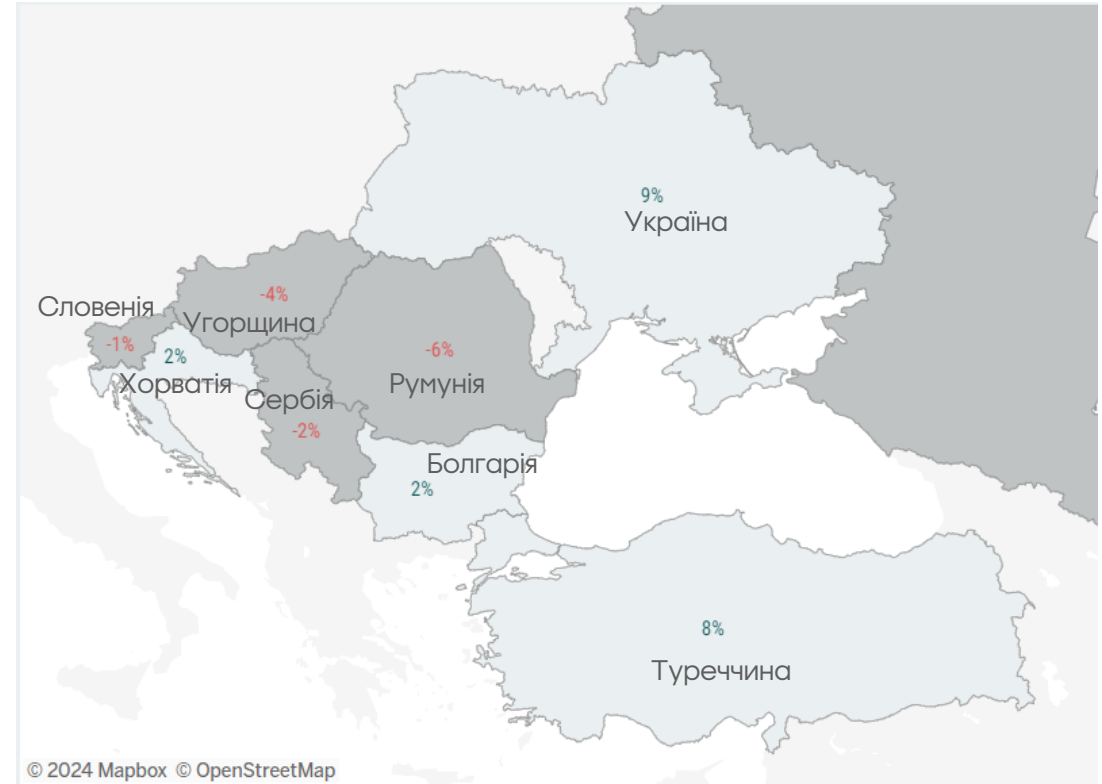 9%
Україна
-4%
Словенія
Угорщина
-1%
2%
-6%
Хорватія
Румунія
Сербія
-2%
Болгарія
2%
8%
Туреччина
© 2024 Mapbox © OpenStreetMap